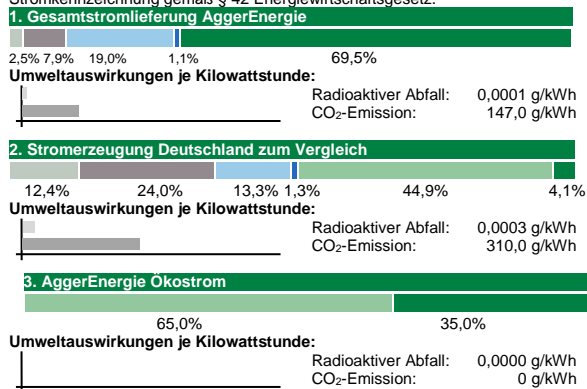 Stromkennzeichnung gemäß § 42 Energiewirtschaftsgesetz:
1. Gesamtstromlieferung AggerEnergie
2,5% 7,9% 19,0% 1,1% 69,5%
Umweltauswirkungen je Kilowattstunde:
Radioaktiver Abfall: 0,0001 g/kWh
CO₂-Emission: 147,0 g/kWh
2. Stromerzeugung Deutschland zum Vergleich
12,4% 24,0% 13,3% 1,3% 44,9% 4,1%
Umweltauswirkungen je Kilowattstunde:
Radioaktiver Abfall: 0,0003 g/kWh
CO₂-Emission: 310,0 g/kWh
3. AggerEnergie Ökostrom
65,0% 35,0%
Umweltauswirkungen je Kilowattstunde:
Radioaktiver Abfall: 0,0000 g/kWh
CO₂-Emission: 0 g/kWh